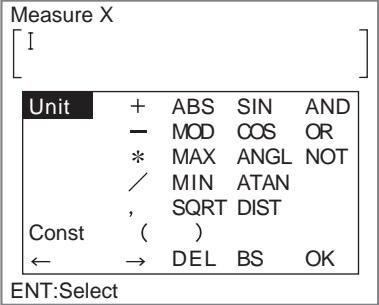 Measure X
[ ]
Unit + ABS SIN AND
− MOD COS OR
* MAX ANGL NOT
／ MIN ATAN
, SQRT DIST
Const ( )
← → DEL BS OK
ENT:Select